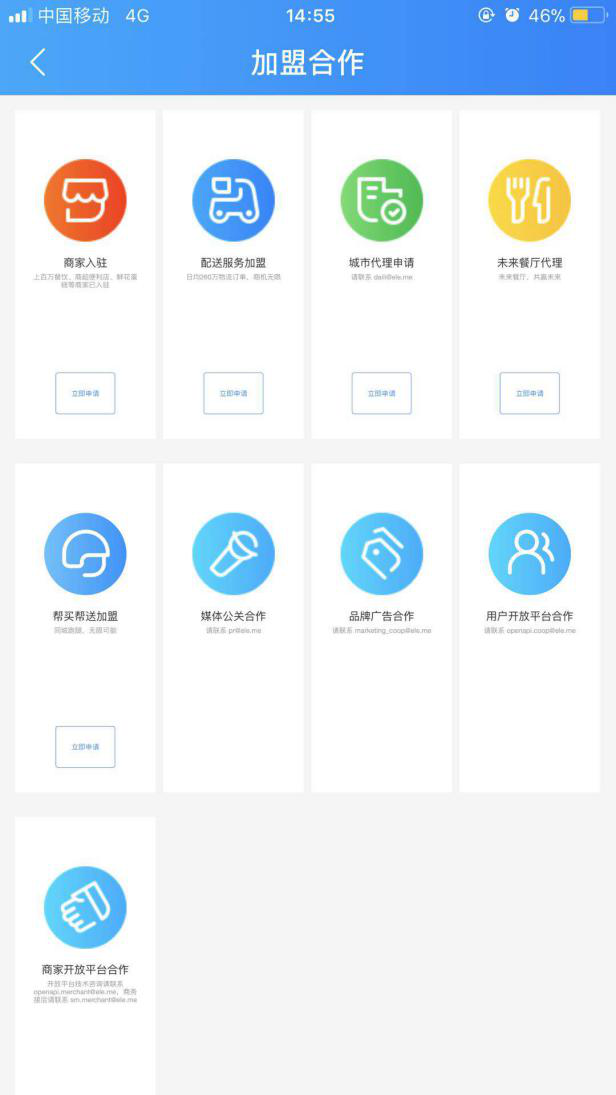 中国移动 4G 14:55 46%
加盟合作
商家入驻
上百万餐饮、商超便利店、鲜花蛋
糕等商家已入驻
立即申请
配送服务加盟
日均260万物流订单、商机无限
立即申请
城市代理申请
请联系 daili@ele.me
立即申请
未来餐厅代理
未来餐厅，共赢未来
立即申请
帮买帮送加盟
同城跑腿，无限可能
立即申请
媒体公关合作
请联系 pr@ele.me
品牌广告合作
请联系 marketing_coop@ele.me
用户开放平台合作
请联系 openapi.coop@ele.me
商家开放平台合作
开放平台技术咨询请联系
openapi.merchant@ele.me，商务
接洽请联系 sm.merchant@ele.me